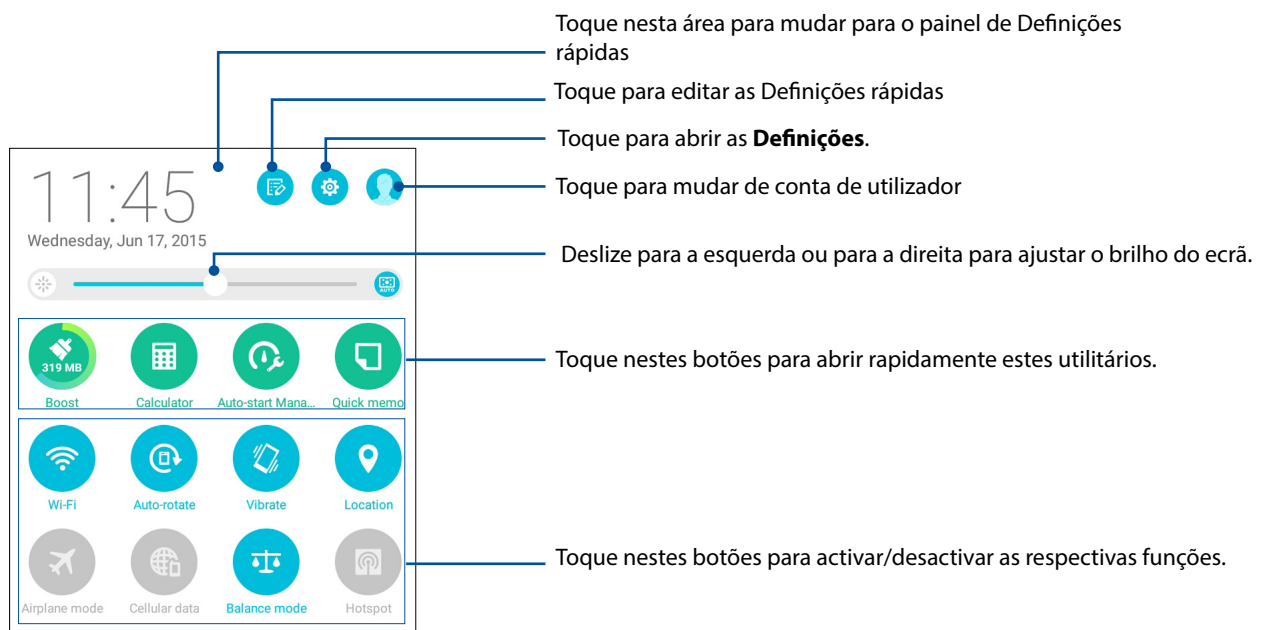 Toque nesta área para mudar para o painel de Definições
rápidas
Toque para editar as Definições rápidas
Toque para abrir as Definições.
Toque para mudar de conta de utilizador
11:45
Wednesday, Jun 17, 2015
Deslize para a esquerda ou para a direita para ajustar o brilho do ecrã.
AUTO
319 MB
Boost Calculator Auto-start Mana... Quick memo
Toque nestes botões para abrir rapidamente estes utilitários.
Wi-Fi Auto-rotate Vibrate Location
Toque nestes botões para activar/desactivar as respectivas funções.
Airplane mode Cellular data Balance mode Hotspot